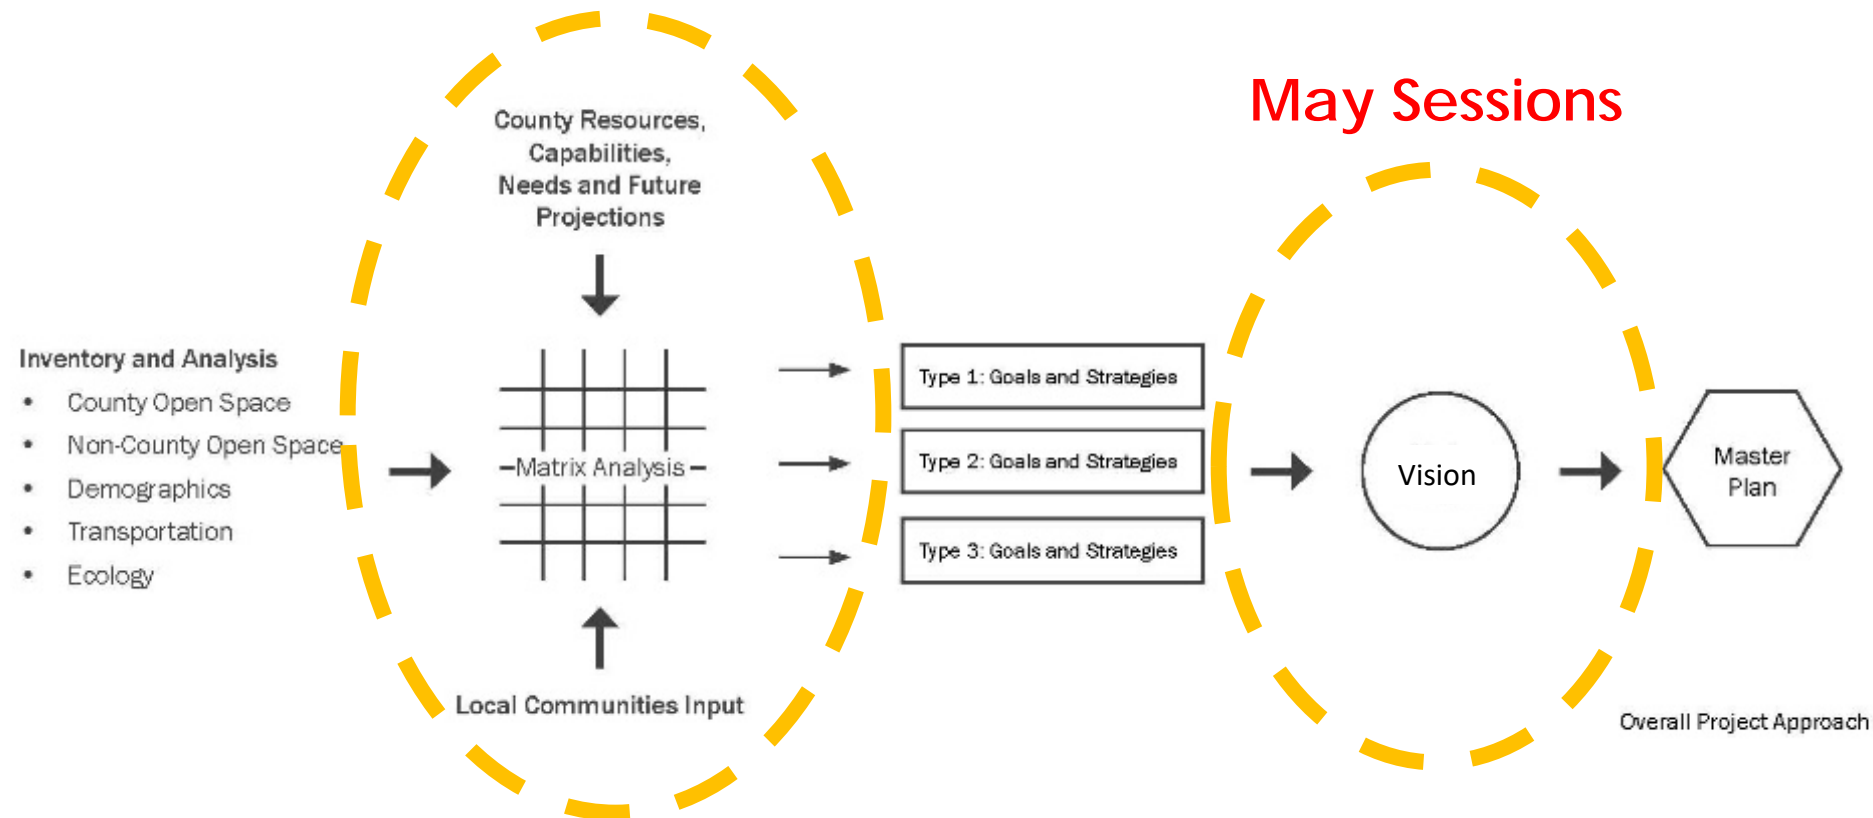 May Sessions
County Resources,
Capabilities,
Needs and Future
Projections
Inventory and Analysis
• County Open Space
• Non-County Open Space
• Demographics
• Transportation
• Ecology
Matrix Analysis
Local Communities Input
Type 1: Goals and Strategies
Type 2: Goals and Strategies
Type 3: Goals and Strategies
Vision
Master
Plan
Overall Project Approach